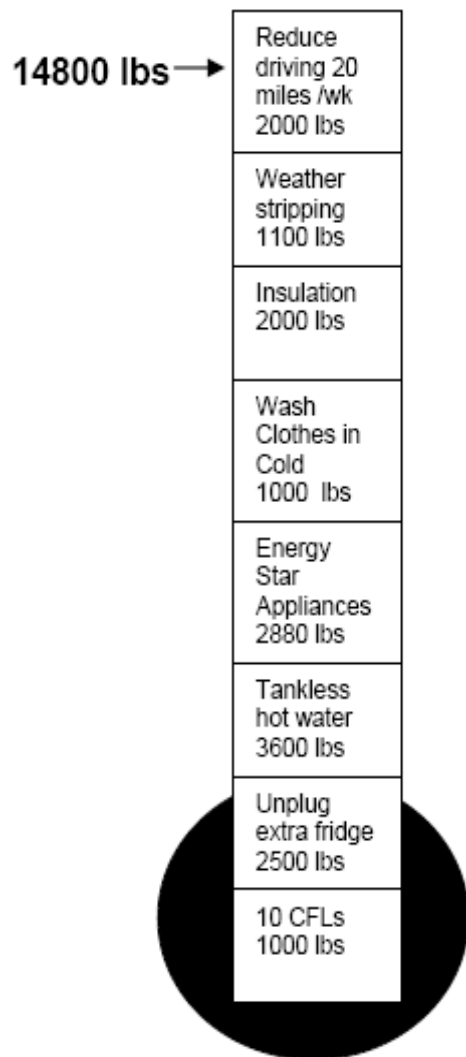 14800 lbs
Reduce
driving 20
miles /wk
2000 lbs
Weather
stripping
1100 lbs
Insulation
2000 lbs
Wash
Clothes in
Cold
1000 lbs
Energy
Star
Appliances
2880 lbs
Tankless
hot water
3600 lbs
Unplug
extra fridge
2500 lbs
10 CFLs
1000 lbs